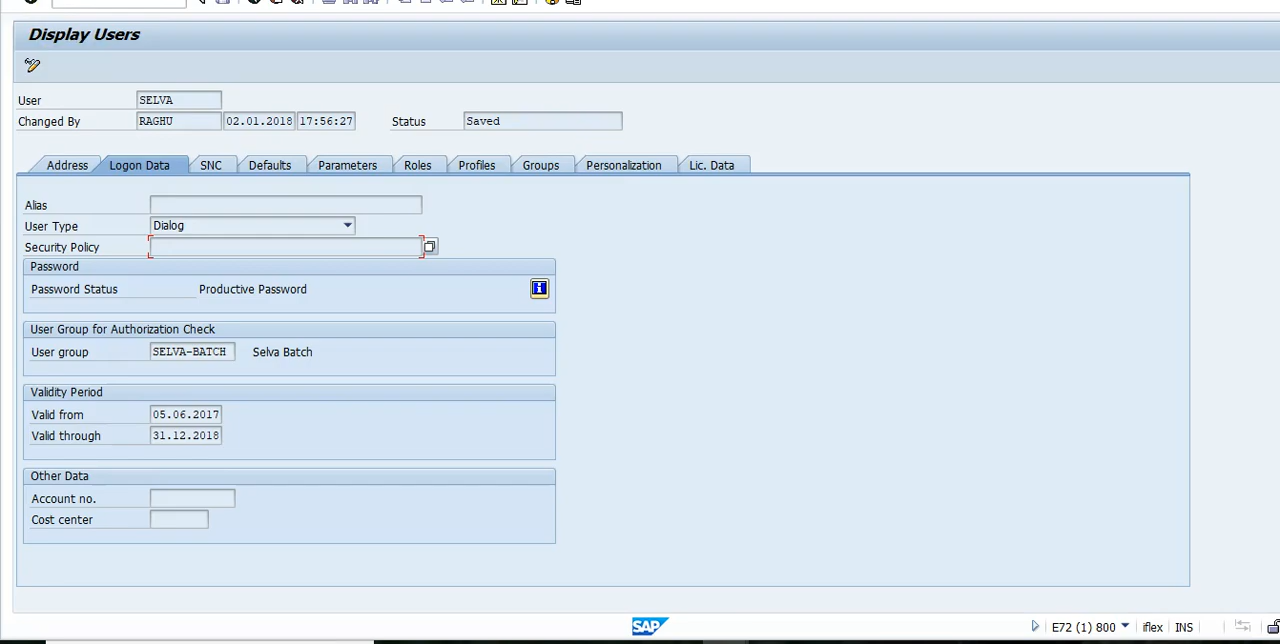 Display Users
User SELVA
Changed By RAGHU 02.01.2018 17:56:27 Status Saved
Address Logon Data SNC Defaults Parameters Roles Profiles Groups Personalization Lic. Data
Alias
User Type Dialog
Security Policy
Password
Password Status Productive Password
User Group for Authorization Check
User group SELVA-BATCH Selva Batch
Validity Period
Valid from 05.06.2017
Valid through 31.12.2018
Other Data
Account no.
Cost center
SAP E72 (1) 800 iflex INS